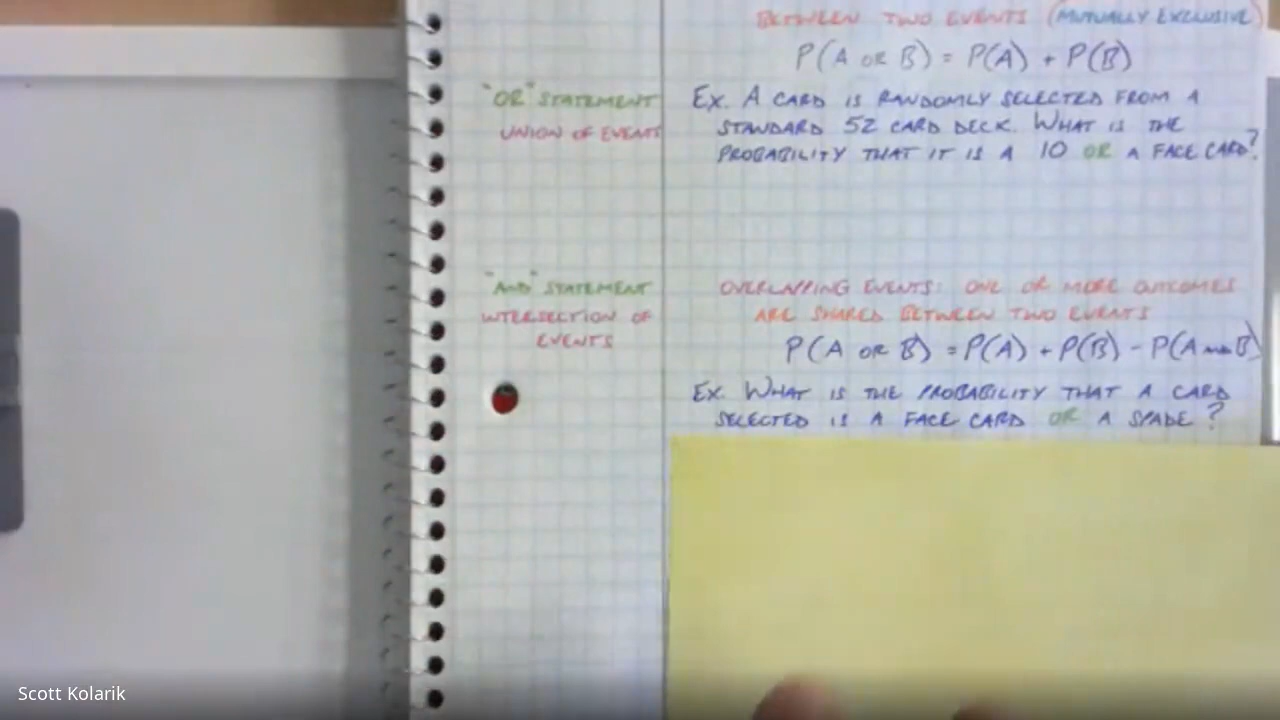 BETWEEN TWO EVENTS (MUTUALLY EXCLUSIVE)
P(A OR B) = P(A) + P(B)
"OR" STATEMENT
UNION OF EVENTS
Ex. A CARD IS RANDOMLY SELECTED FROM A
STANDARD 52 CARD DECK. WHAT IS THE
PROBABILITY THAT IT IS A 10 OR A FACE CARD?
"AND" STATEMENT
INTERSECTION OF
EVENTS
OVERLAPPING EVENTS: ONE OR MORE OUTCOMES
ARE SHARED BETWEEN TWO EVENTS
P(A OR B) = P(A) + P(B) - P(A AND B)
Ex. WHAT IS THE PROBABILITY THAT A CARD
SELECTED IS A FACE CARD OR A SPADE?
Scott Kolarik